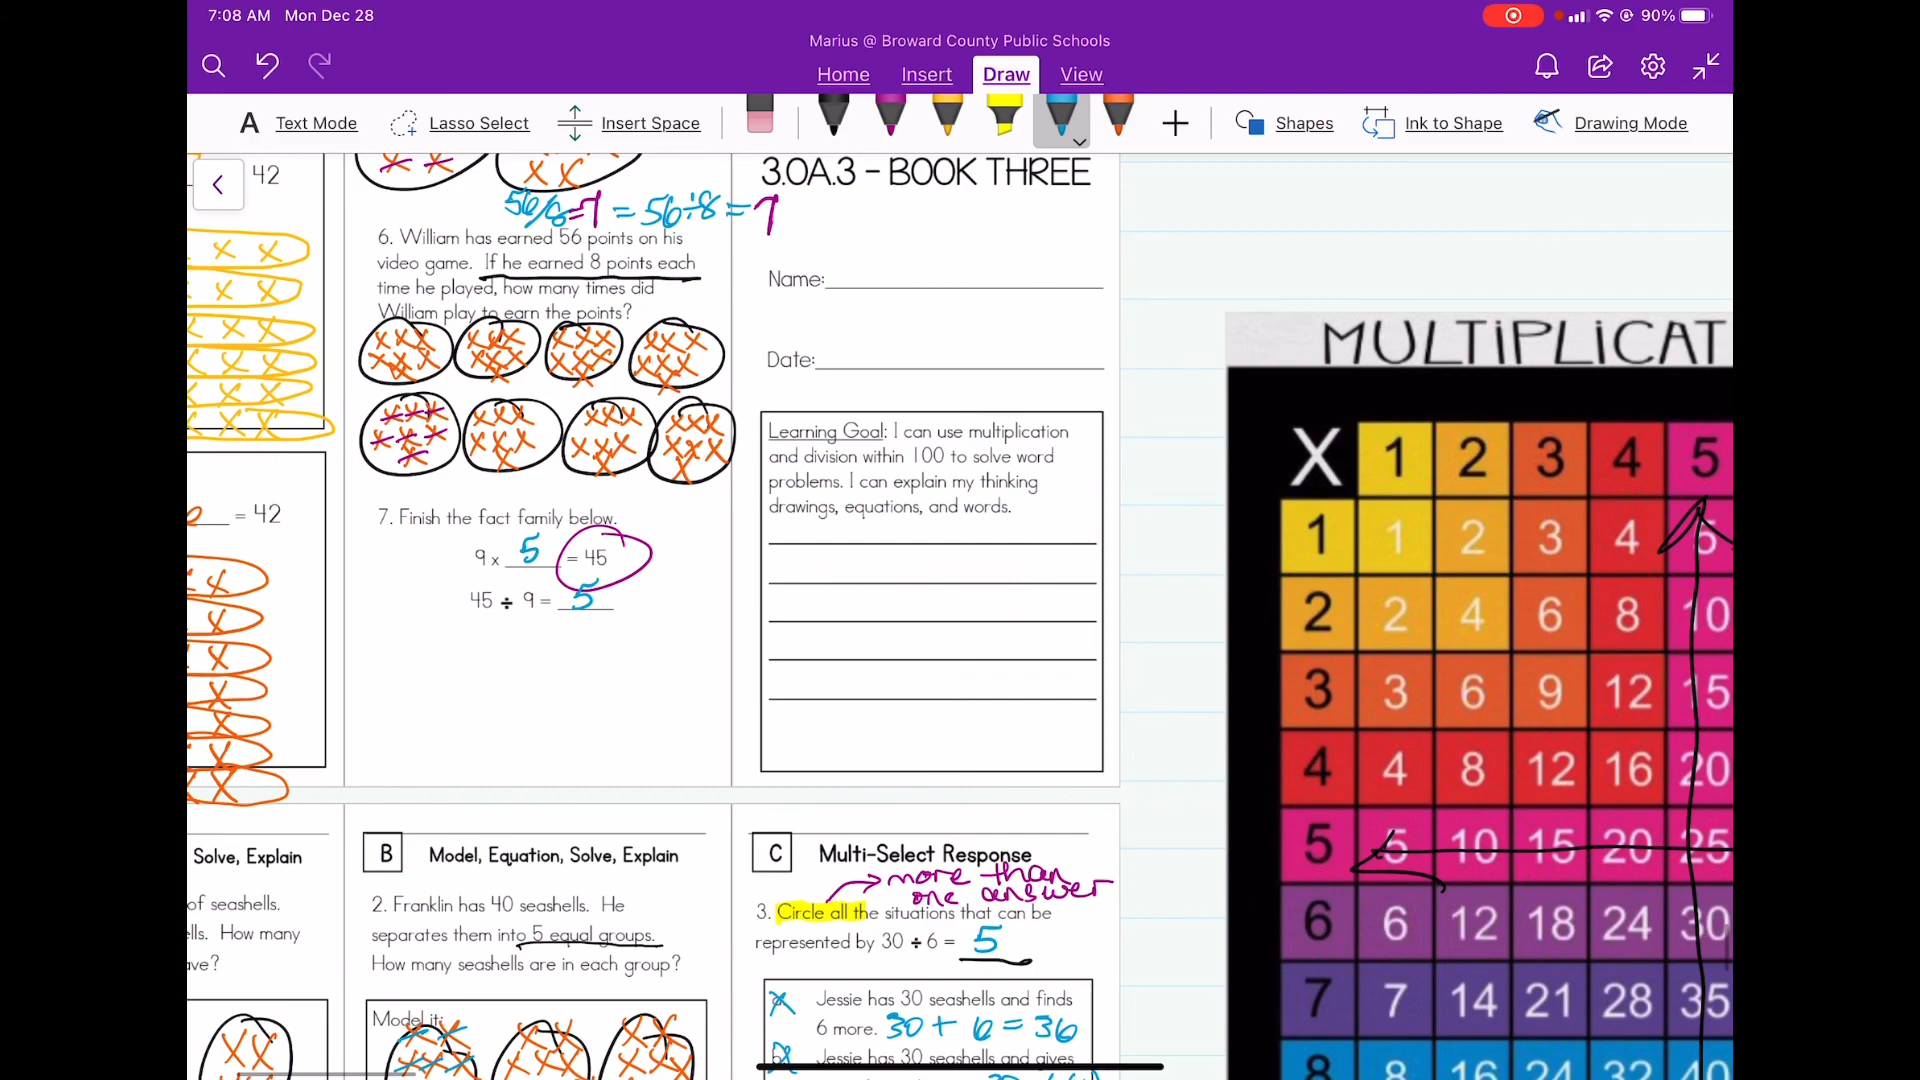 7:08 AM Mon Dec 28
90%
Marius @ Broward County Public Schools
Home Insert Draw View
A Text Mode Lasso Select Insert Space Shapes Ink to Shape Drawing Mode
42
= 42
Solve, Explain
of seashells.
lls. How many
ave?
56/8=7 = 56÷8 = 7
6. William has earned 56 points on his
video game. If he earned 8 points each
time he played, how many times did
William play to earn the points?
7. Finish the fact family below.
9 x 5 = 45
45 ÷ 9 = 5
B Model, Equation, Solve, Explain
2. Franklin has 40 seashells. He
separates them into 5 equal groups.
How many seashells are in each group?
Model it:
3.OA.3 - BOOK THREE
Name:
Date:
Learning Goal: I can use multiplication
and division within 100 to solve word
problems. I can explain my thinking
drawings, equations, and words.
C Multi-Select Response
more than
one answer
3. Circle all the situations that can be
represented by 30 ÷ 6 = 5
Jessie has 30 seashells and finds
6 more. 30 + 6 = 36
Jessie has 30 seashells and gives
MULTiPLiCAT
X 1 2 3 4 5
1 1 2 3 4 5
2 2 4 6 8 10
3 3 6 9 12 15
4 4 8 12 16 20
5 5 10 15 20 25
6 6 12 18 24 30
7 7 14 21 28 35
8 8 16 24 32 40